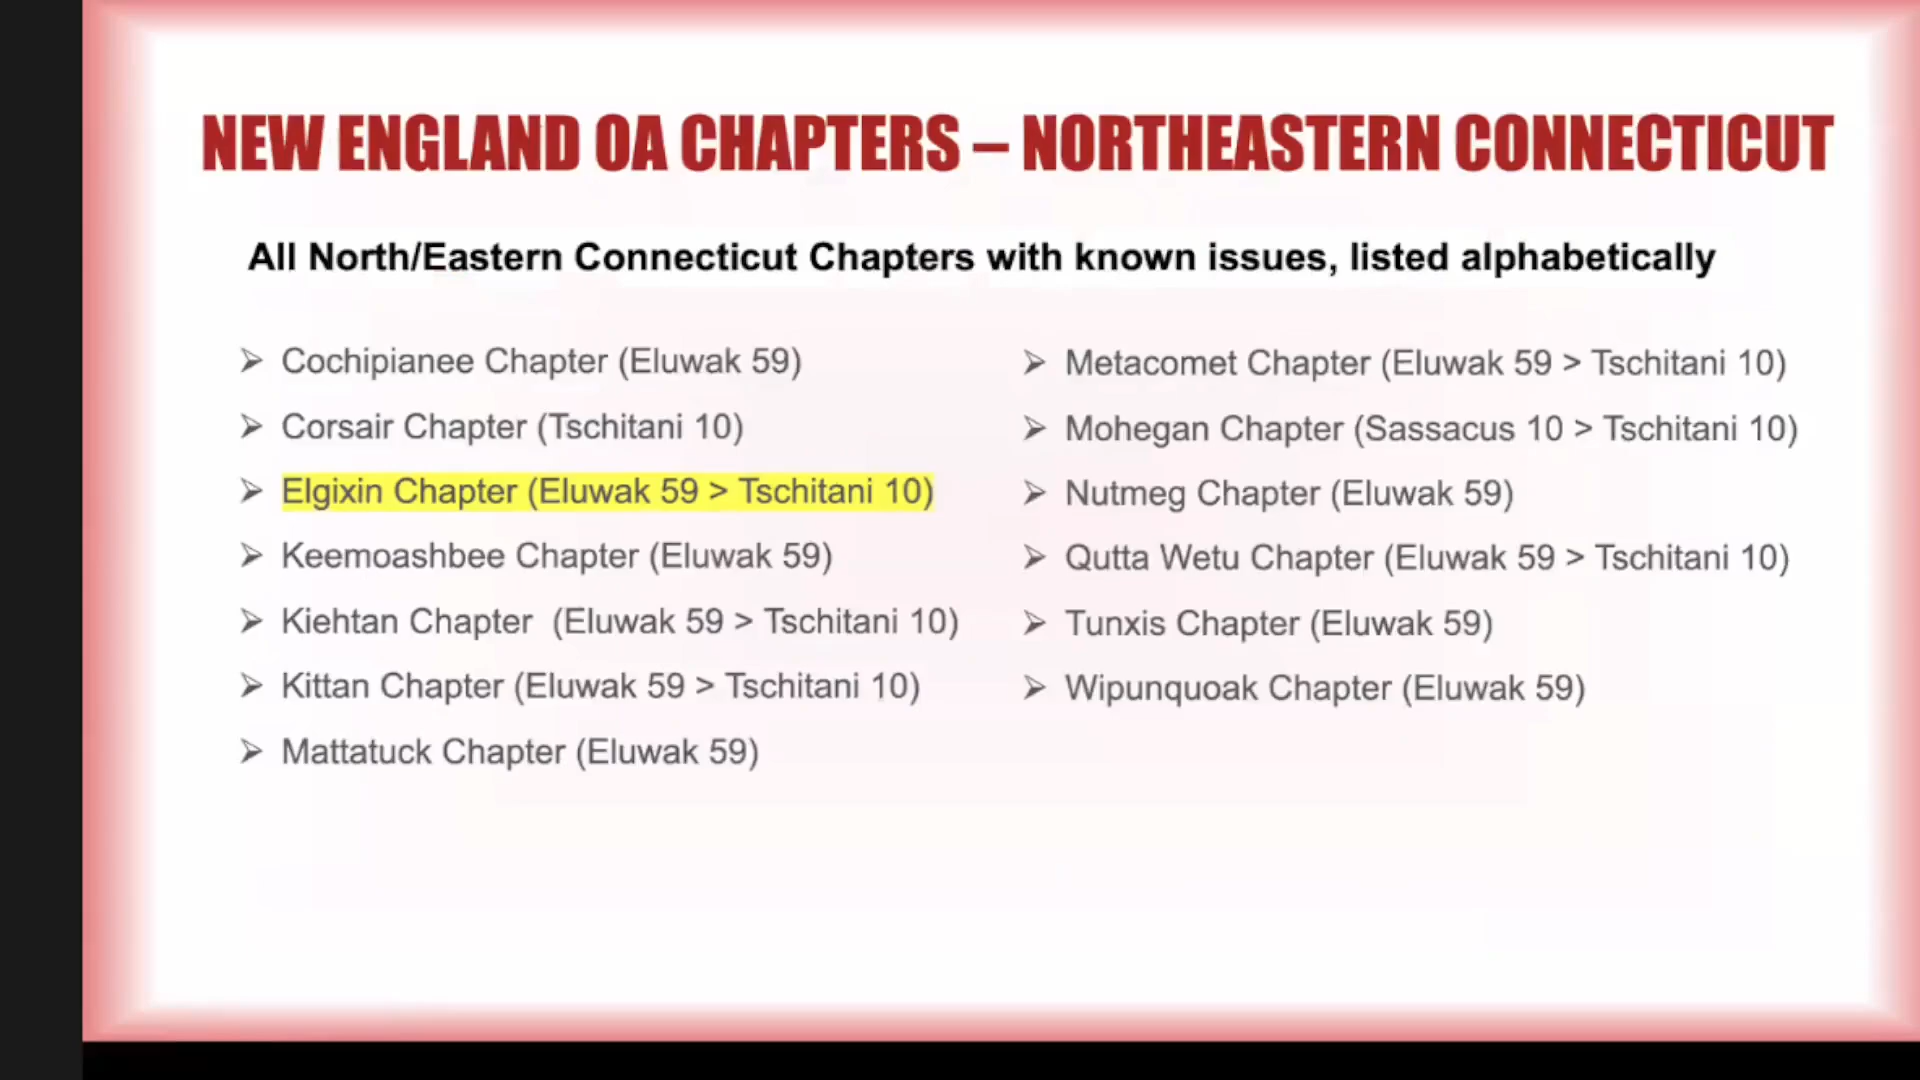 NEW ENGLAND OA CHAPTERS – NORTHEASTERN CONNECTICUT
All North/Eastern Connecticut Chapters with known issues, listed alphabetically
➢ Cochipianee Chapter (Eluwak 59)
➢ Corsair Chapter (Tschitani 10)
➢ Elgixin Chapter (Eluwak 59 > Tschitani 10)
➢ Keemoashbee Chapter (Eluwak 59)
➢ Kiehtan Chapter  (Eluwak 59 > Tschitani 10)
➢ Kittan Chapter (Eluwak 59 > Tschitani 10)
➢ Mattatuck Chapter (Eluwak 59)
➢ Metacomet Chapter (Eluwak 59 > Tschitani 10)
➢ Mohegan Chapter (Sassacus 10 > Tschitani 10)
➢ Nutmeg Chapter (Eluwak 59)
➢ Qutta Wetu Chapter (Eluwak 59 > Tschitani 10)
➢ Tunxis Chapter (Eluwak 59)
➢ Wipunquoak Chapter (Eluwak 59)